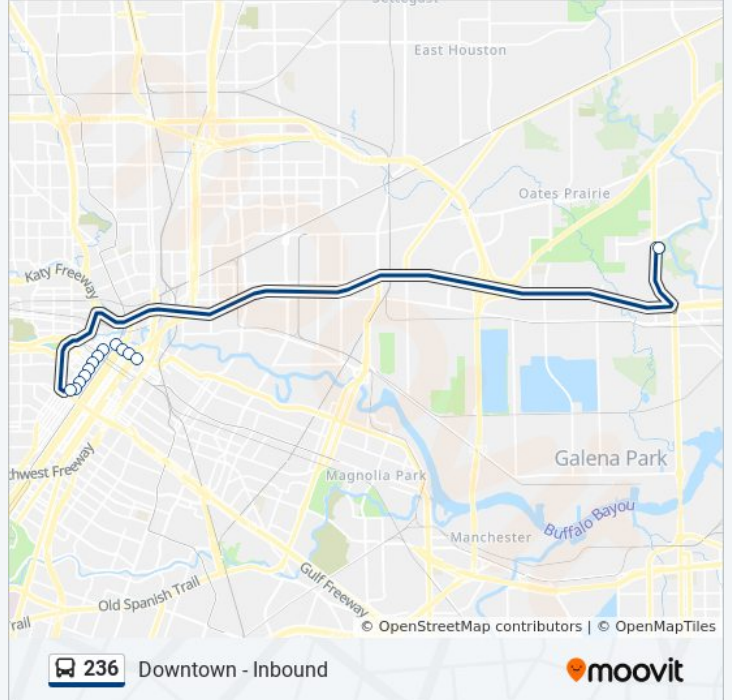 Settegast
East Houston
Oates Prairie
Katy Freeway
Galena Park
thwest Freeway
Magnolia Park
Buffalo Bayou
Manchester
Gulf Freeway
Old Spanish Trail
rail
© OpenStreetMap contributors | © OpenMapTiles
236 Downtown - Inbound
moovit